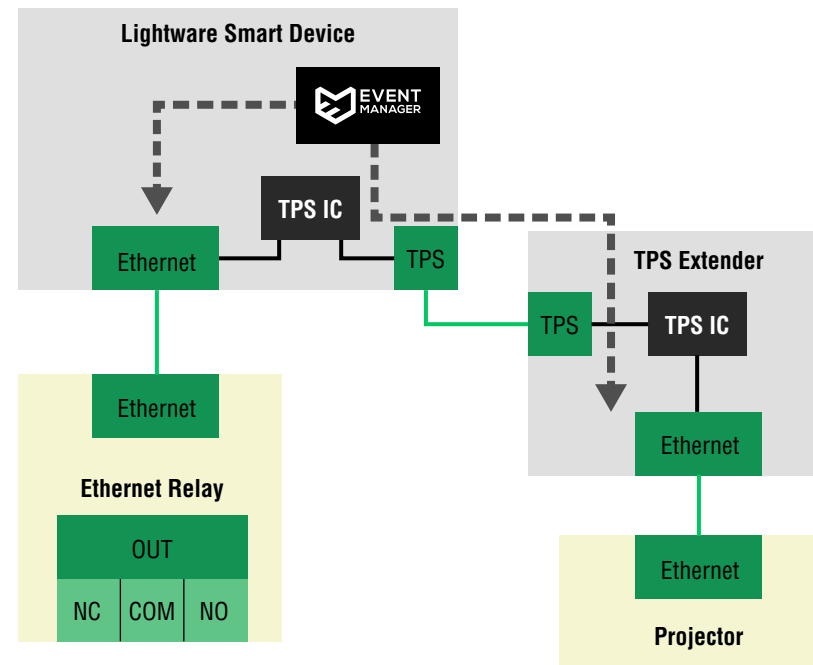 Lightware Smart Device
EVENT
MANAGER
TPS IC
Ethernet
TPS
TPS Extender
TPS
TPS IC
Ethernet
Ethernet
Ethernet Relay
OUT
NC
COM
NO
Ethernet
Projector